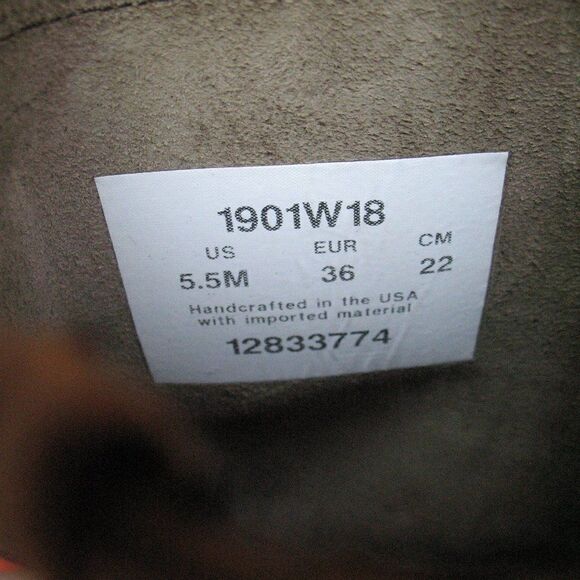 1901W18
US EUR CM
5.5M 36 22
Handcrafted in the USA
with imported material
12833774